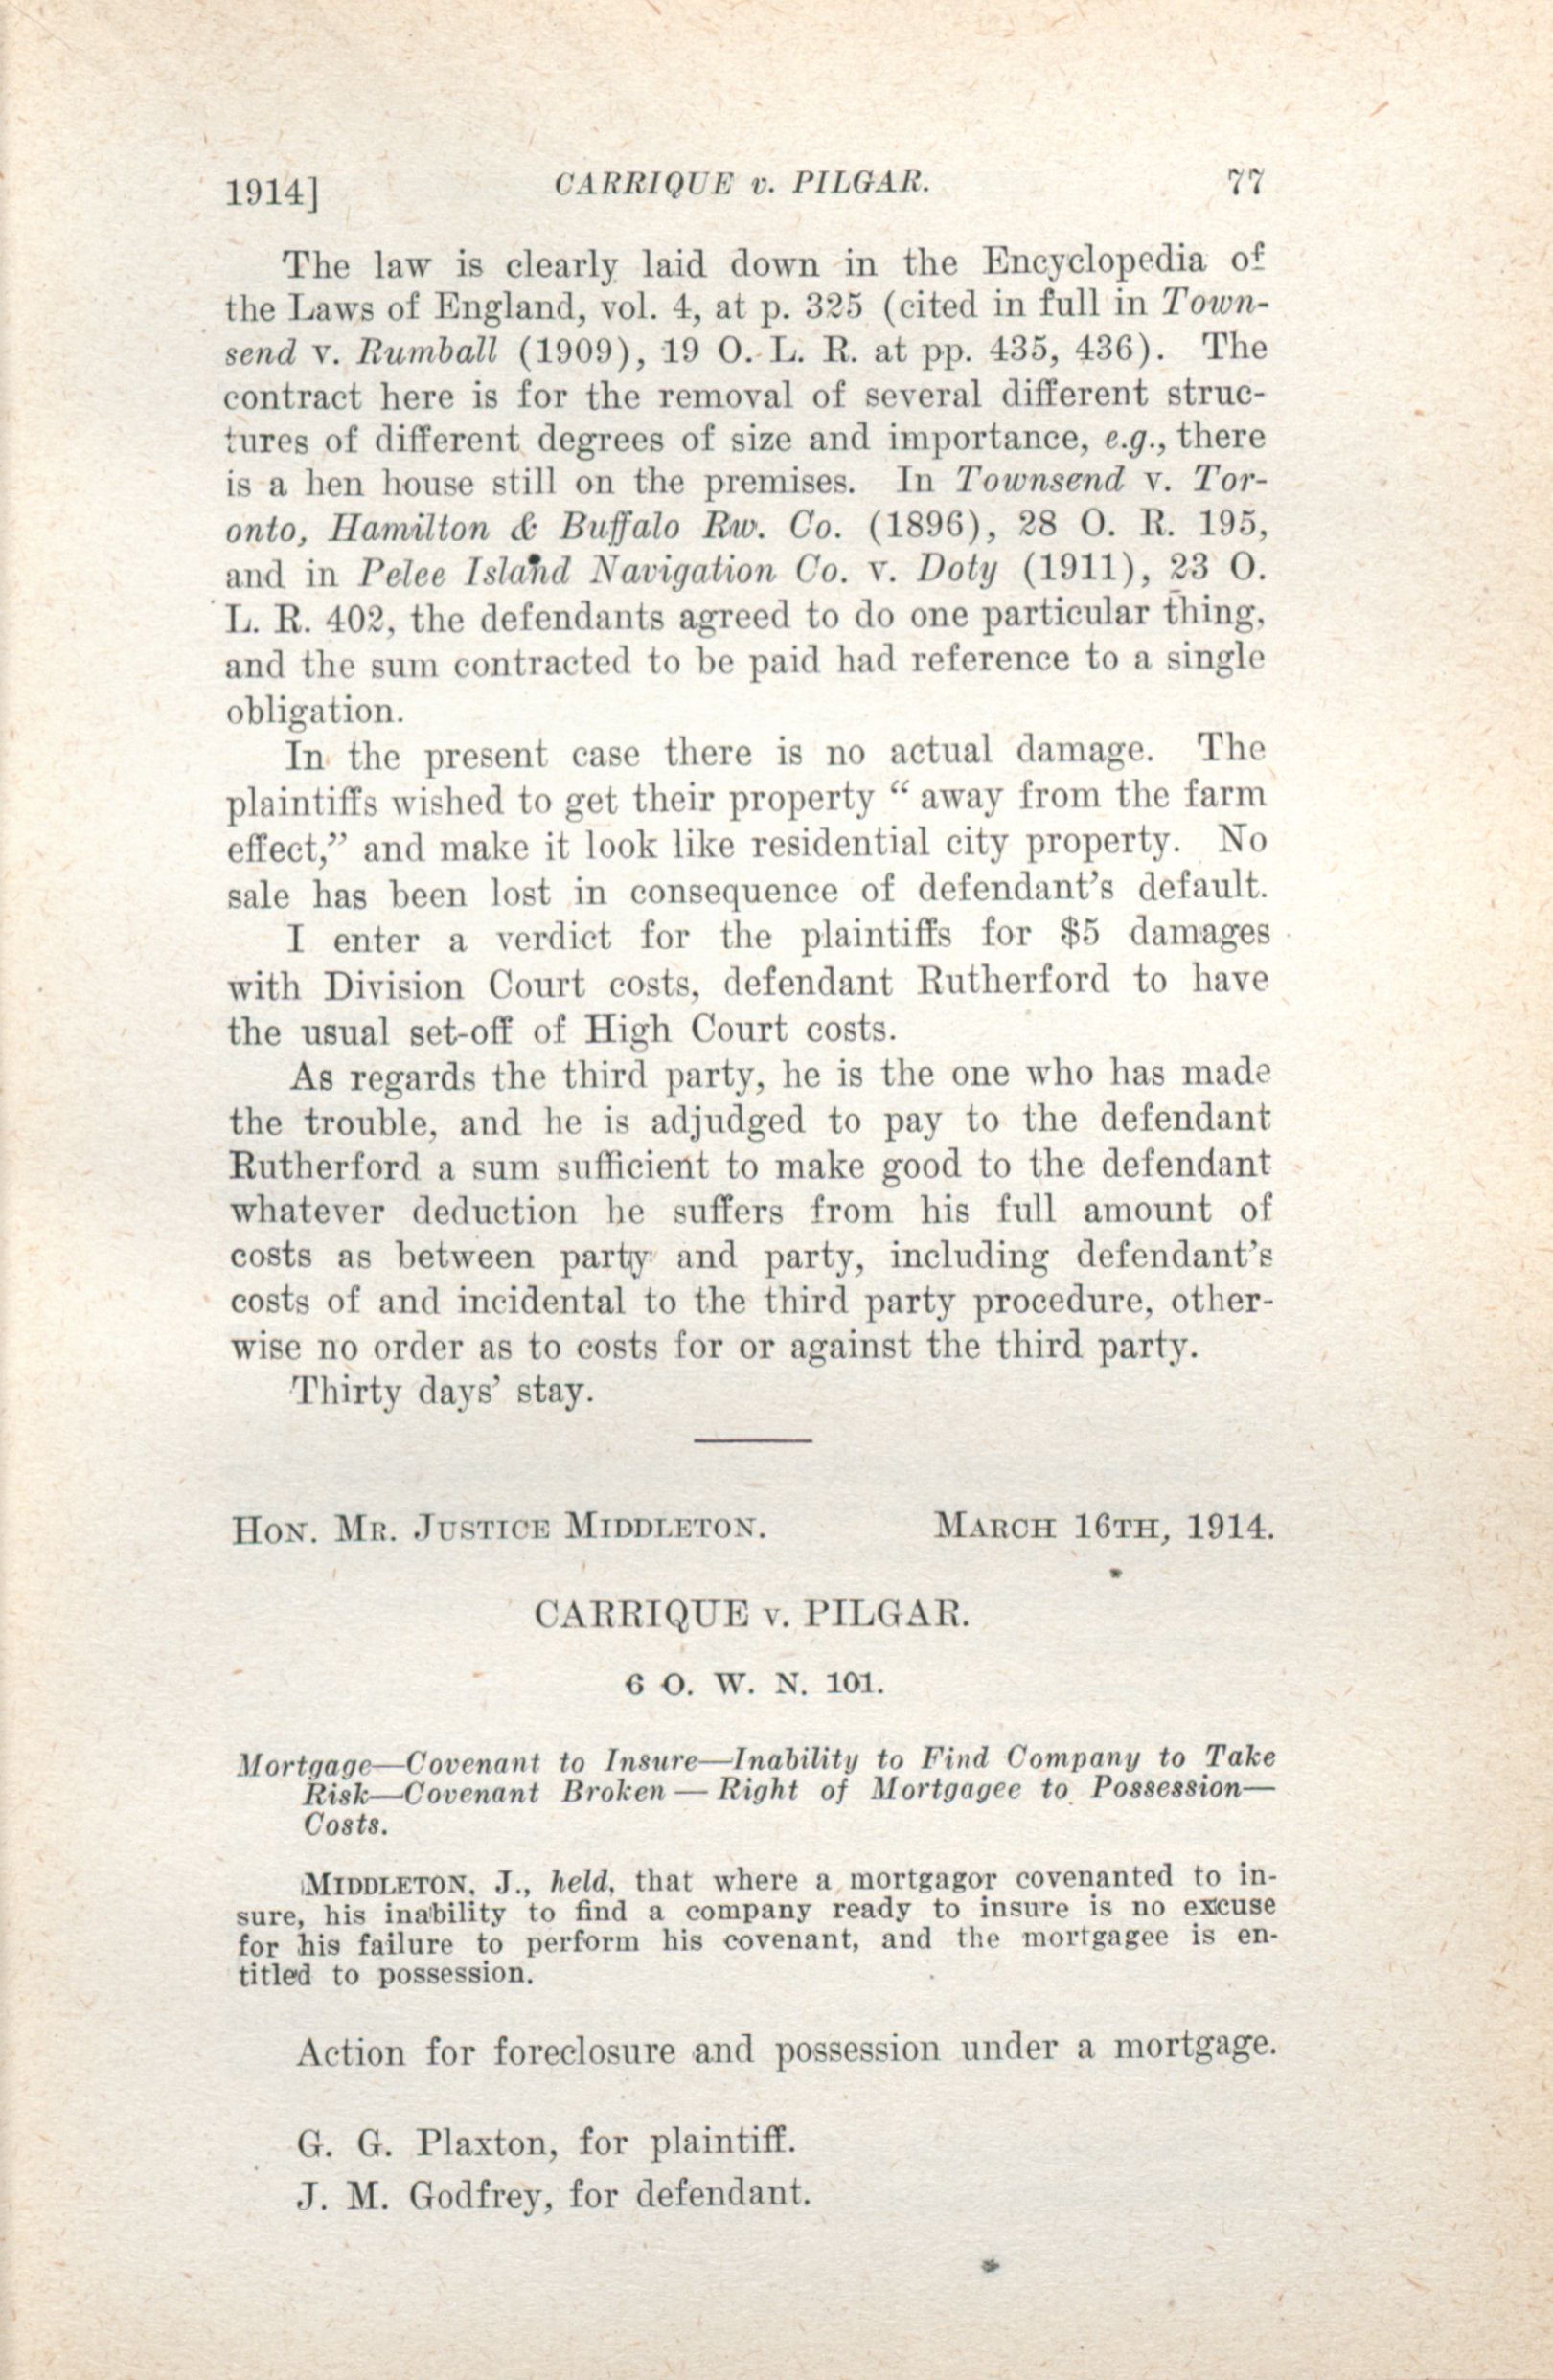 1914] CARRIQUE v. PILGAR. 77
The law is clearly laid down in the Encyclopedia of
the Laws of England, vol. 4, at p. 325 (cited in full in Town-
send v. Rumball (1909), 19 O. L. R. at pp. 435, 436). The
contract here is for the removal of several different struc-
tures of different degrees of size and importance, e.g., there
is a hen house still on the premises. In Townsend v. Tor-
onto, Hamilton & Buffalo Rw. Co. (1896), 28 O. R. 195,
and in Pelee Island Navigation Co. v. Doty (1911), 23 O.
L. R. 402, the defendants agreed to do one particular thing,
and the sum contracted to be paid had reference to a single
obligation.
In the present case there is no actual damage. The
plaintiffs wished to get their property “ away from the farm
effect,” and make it look like residential city property. No
sale has been lost in consequence of defendant’s default.
I enter a verdict for the plaintiffs for $5 damages
with Division Court costs, defendant Rutherford to have
the usual set-off of High Court costs.
As regards the third party, he is the one who has made
the trouble, and he is adjudged to pay to the defendant
Rutherford a sum sufficient to make good to the defendant
whatever deduction he suffers from his full amount of
costs as between party and party, including defendant’s
costs of and incidental to the third party procedure, other-
wise no order as to costs for or against the third party.
Thirty days’ stay.
HON. MR. JUSTICE MIDDLETON. MARCH 16TH, 1914.
CARRIQUE v. PILGAR.
6 O. W. N. 101.
Mortgage—Covenant to Insure—Inability to Find Company to Take
Risk—Covenant Broken — Right of Mortgagee to Possession—
Costs.
MIDDLETON, J., held, that where a mortgagor covenanted to in-
sure, his inability to find a company ready to insure is no excuse
for his failure to perform his covenant, and the mortgagee is en-
titled to possession.
Action for foreclosure and possession under a mortgage.
G. G. Plaxton, for plaintiff.
J. M. Godfrey, for defendant.